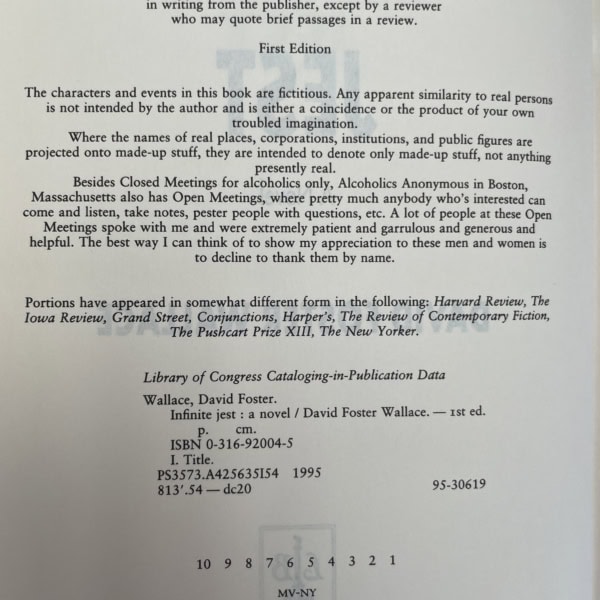 in writing from the publisher, except by a reviewer
who may quote brief passages in a review.
First Edition
The characters and events in this book are fictitious. Any apparent similarity to real persons
is not intended by the author and is either a coincidence or the product of your own
troubled imagination.
Where the names of real places, corporations, institutions, and public figures are
projected onto made-up stuff, they are intended to denote only made-up stuff, not anything
presently real.
Besides Closed Meetings for alcoholics only, Alcoholics Anonymous in Boston,
Massachusetts also has Open Meetings, where pretty much anybody who's interested can
come and listen, take notes, pester people with questions, etc. A lot of people at these Open
Meetings spoke with me and were extremely patient and garrulous and generous and
helpful. The best way I can think of to show my appreciation to these men and women is
to decline to thank them by name.
Portions have appeared in somewhat different form in the following: Harvard Review, The
Iowa Review, Grand Street, Conjunctions, Harper's, The Review of Contemporary Fiction,
The Pushcart Prize XIII, The New Yorker.
Library of Congress Cataloging-in-Publication Data
Wallace, David Foster.
Infinite jest : a novel / David Foster Wallace. — 1st ed.
p. cm.
ISBN 0-316-92004-5
I. Title.
PS3573.A425635I54 1995
813'.54 — dc20 95-30619
10 9 8 7 6 5 4 3 2 1
MV-NY